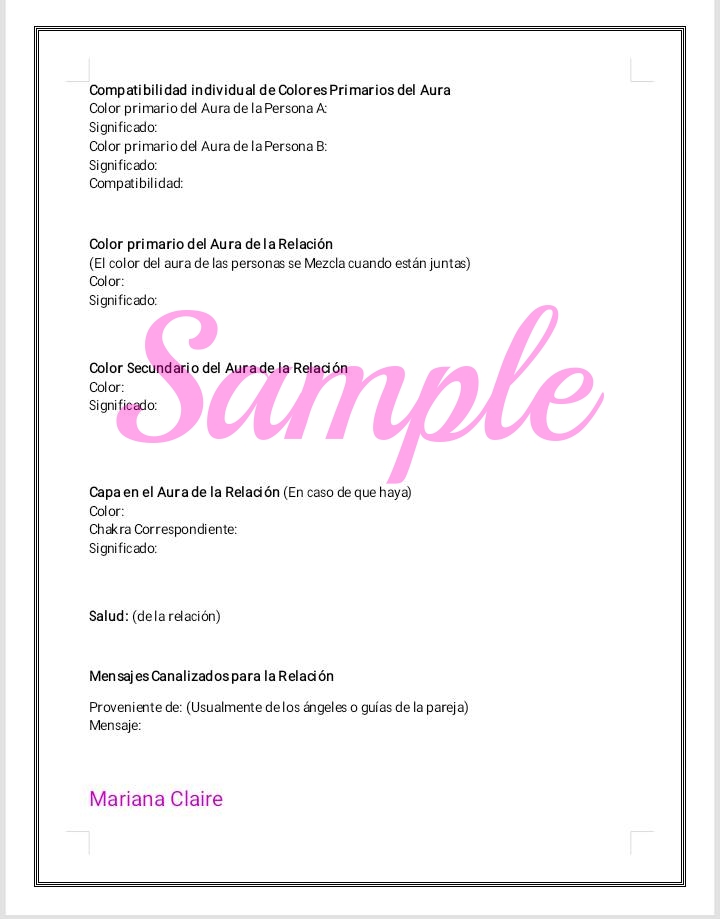 Compatibilidad individual de Colores Primarios del Aura
Color primario del Aura de la Persona A:
Significado:
Color primario del Aura de la Persona B:
Significado:
Compatibilidad:
Color primario del Aura de la Relación
(El color del aura de las personas se Mezcla cuando están juntas)
Color:
Significado:
Color Secundario del Aura de la Relación
Color:
Significado:
Sample
Capa en el Aura de la Relación (En caso de que haya)
Color:
Chakra Correspondiente:
Significado:
Salud: (de la relación)
Mensajes Canalizados para la Relación
Proveniente de: (Usualmente de los ángeles o guías de la pareja)
Mensaje:
Mariana Claire